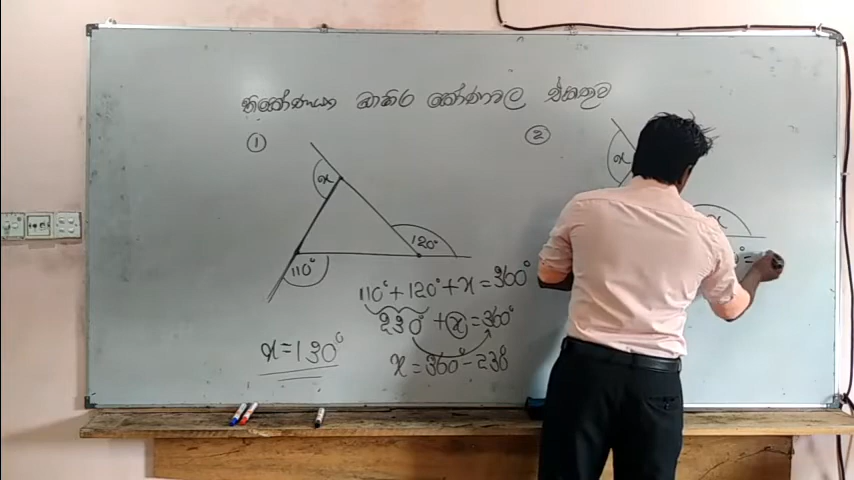 ත්‍රිකෝණයක බාහිර කෝණවල එකතුව
①
x
120°
110°
110° + 120° + x = 360°
230° + x = 360°
x = 360° - 230
x = 130°
②
x